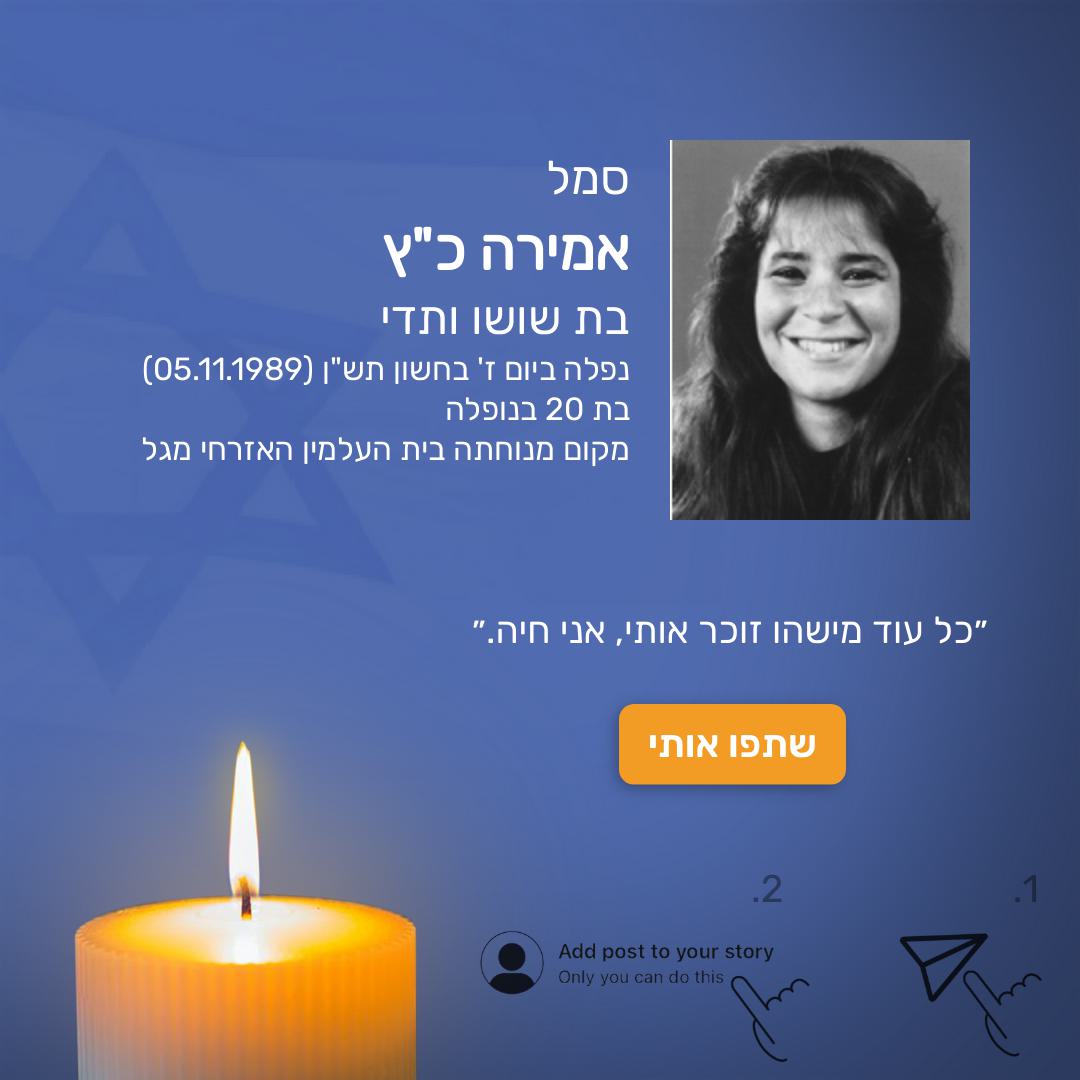 סמל
אמירה כ"ץ
בת שושו ותדי
נפלה ביום ז' בחשון תש"ן (05.11.1989)
בת 20 בנופלה
מקום מנוחתה בית העלמין האזרחי מגל
״כל עוד מישהו זוכר אותי, אני חיה.״
שתפו אותי
.1
.2
Add post to your story
Only you can do this